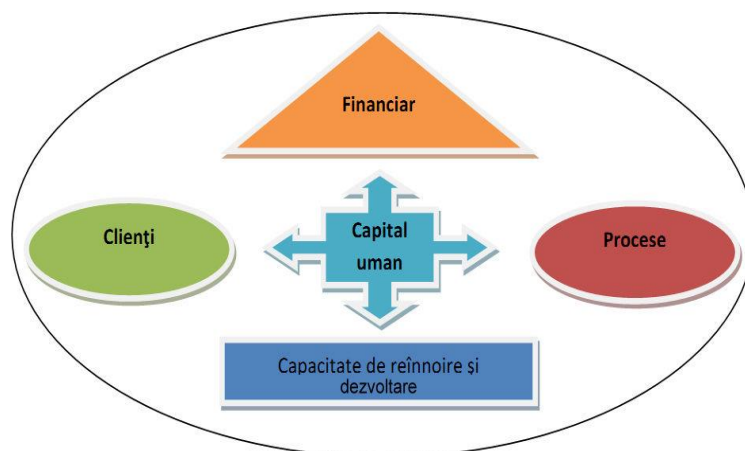 Financiar
Clienţi
Capital
uman
Procese
Capacitate de reînnoire şi
dezvoltare